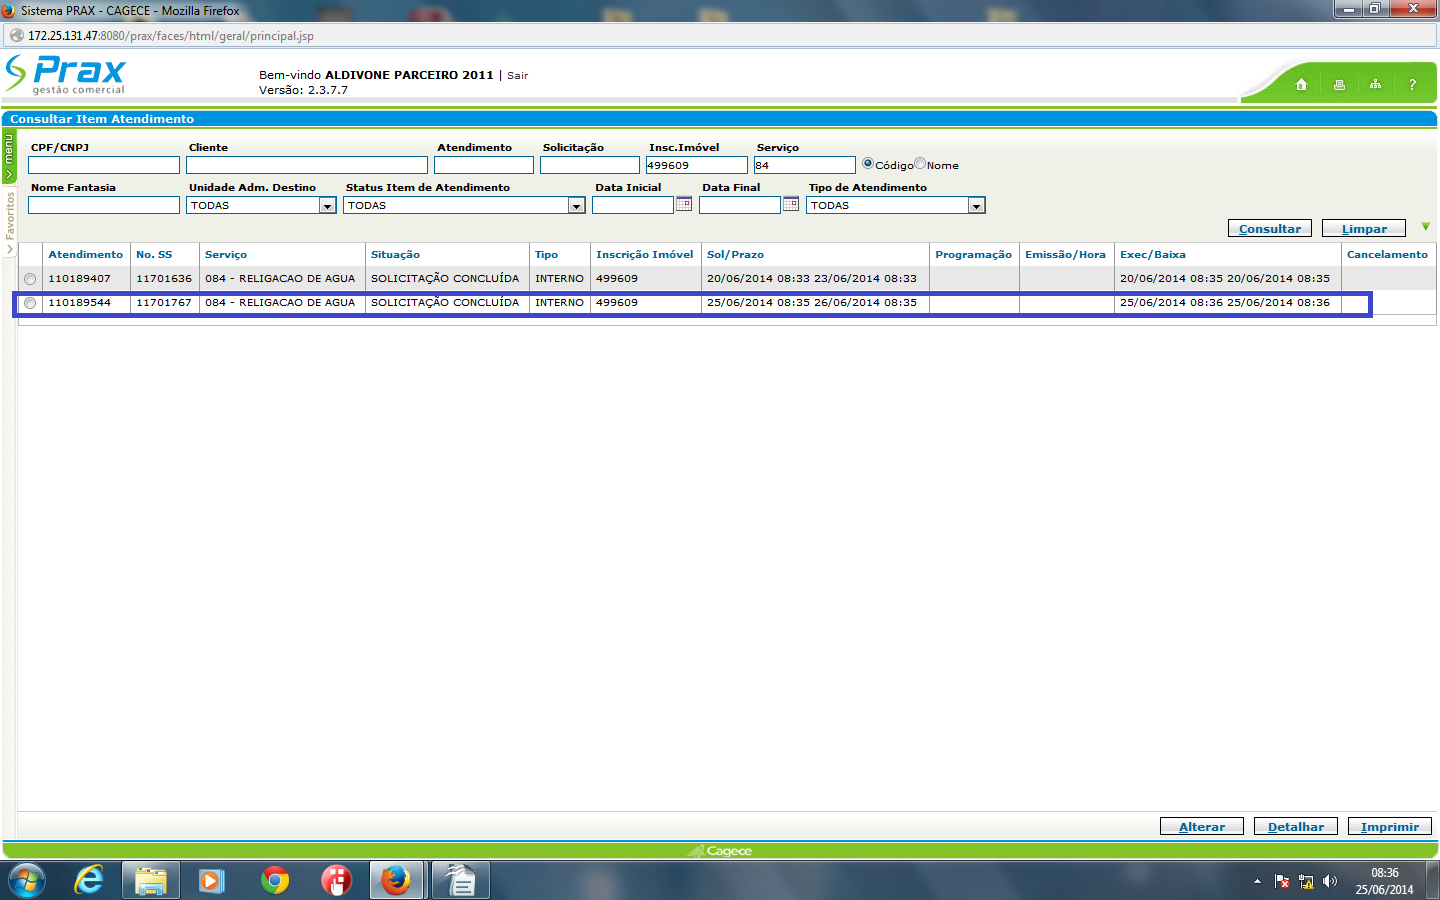 Sistema PRAX - CAGECE - Mozilla Firefox
172.25.131.47:8080/prax/faces/html/geral/principal.jsp
Prax
gestão comercial
Bem-vindo ALDIVONE PARCEIRO 2011 | Sair
Versão: 2.3.7.7
?
Consultar Item Atendimento
menu
Favoritos
CPF/CNPJ Cliente Atendimento Solicitação Insc.Imóvel Serviço
499609 84 Código Nome
Nome Fantasia Unidade Adm. Destino Status Item de Atendimento Data Inicial Data Final Tipo de Atendimento
TODAS TODAS TODAS
Consultar Limpar
Atendimento No. SS Serviço Situação Tipo Inscrição Imóvel Sol/Prazo Programação Emissão/Hora Exec/Baixa Cancelamento
110189407 11701636 084 - RELIGACAO DE AGUA SOLICITAÇÃO CONCLUÍDA INTERNO 499609 20/06/2014 08:33 23/06/2014 08:33 20/06/2014 08:35 20/06/2014 08:35
110189544 11701767 084 - RELIGACAO DE AGUA SOLICITAÇÃO CONCLUÍDA INTERNO 499609 25/06/2014 08:35 26/06/2014 08:35 25/06/2014 08:36 25/06/2014 08:36
Alterar Detalhar Imprimir
Cagece
08:36
25/06/2014